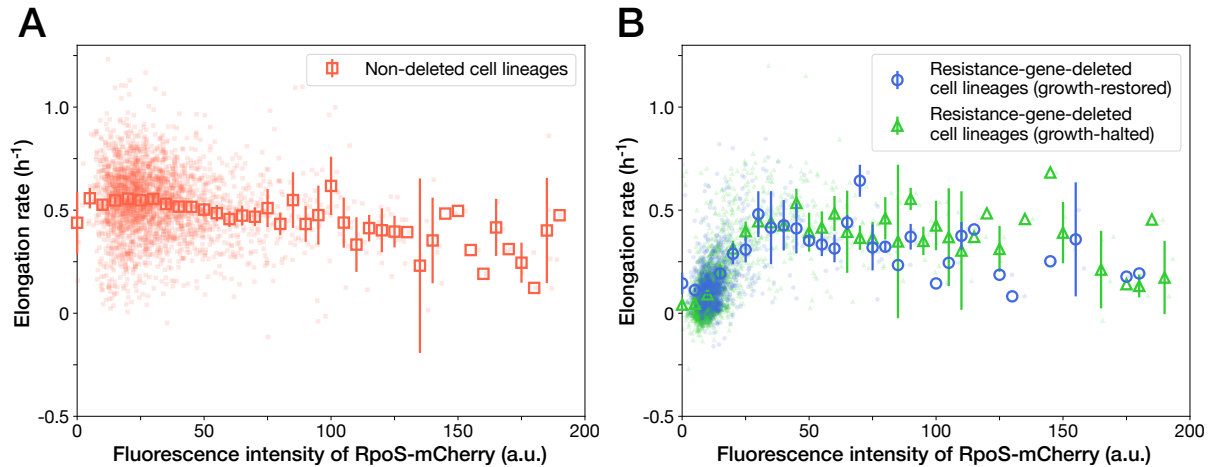 A
Non-deleted cell lineages
Elongation rate (h⁻¹)
1.0
0.5
0
-0.5
0
50
100
150
200
Fluorescence intensity of RpoS-mCherry (a.u.)
B
Resistance-gene-deleted
cell lineages (growth-restored)
Resistance-gene-deleted
cell lineages (growth-halted)
Elongation rate (h⁻¹)
1.0
0.5
0
-0.5
0
50
100
150
200
Fluorescence intensity of RpoS-mCherry (a.u.)